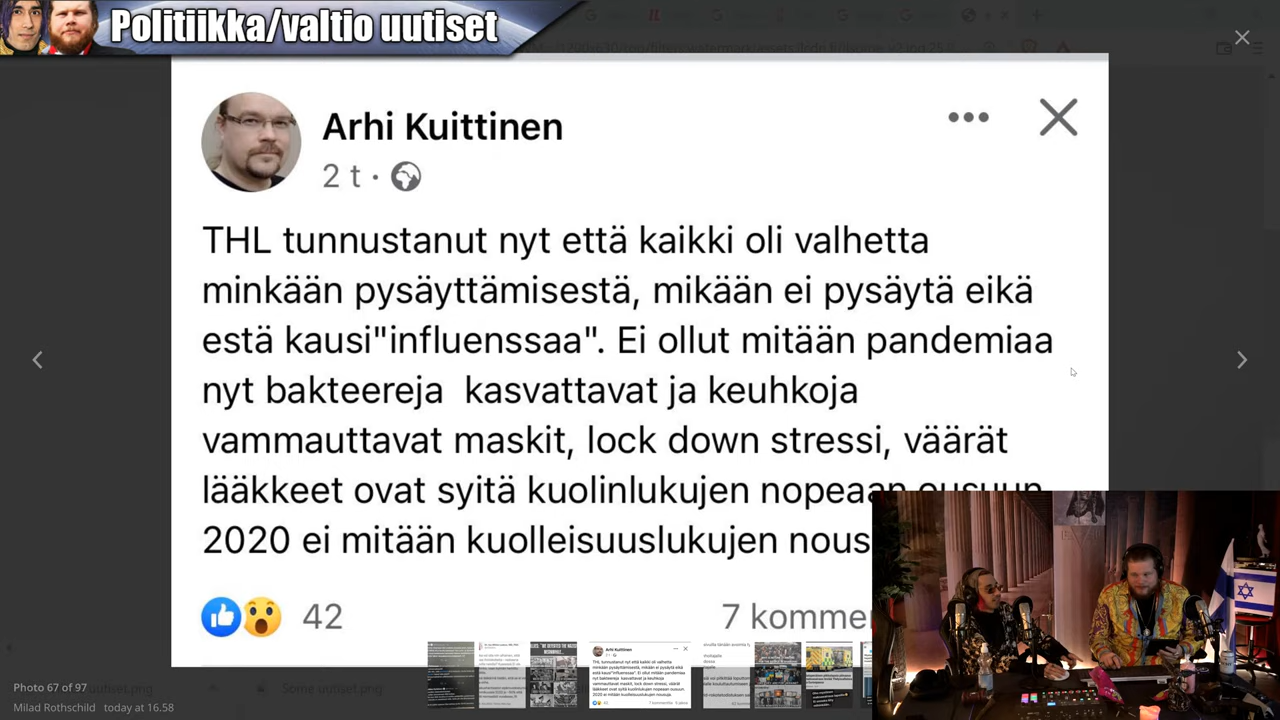 Politiikka/valtio uutiset
Arhi Kuittinen
2 t
THL tunnustanut nyt että kaikki oli valhetta
minkään pysäyttämisestä, mikään ei pysäytä eikä
estä kausi"influenssaa". Ei ollut mitään pandemiaa
nyt bakteereja kasvattavat ja keuhkoja
vammauttavat maskit, lock down stressi, väärät
lääkkeet ovat syitä kuolinlukujen nopeaan
2020 ei mitään kuolleisuuslukujen nous
42
7 komme
Photo 67 of 97
Milad Rothschild today at 16.58